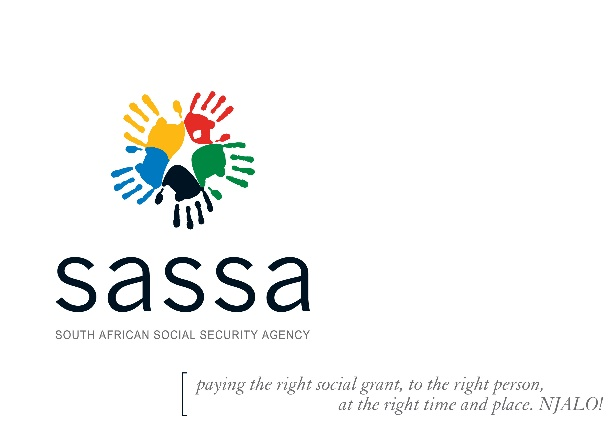 sassa
SOUTH AFRICAN SOCIAL SECURITY AGENCY
paying the right social grant, to the right person,
at the right time and place. NJALO!